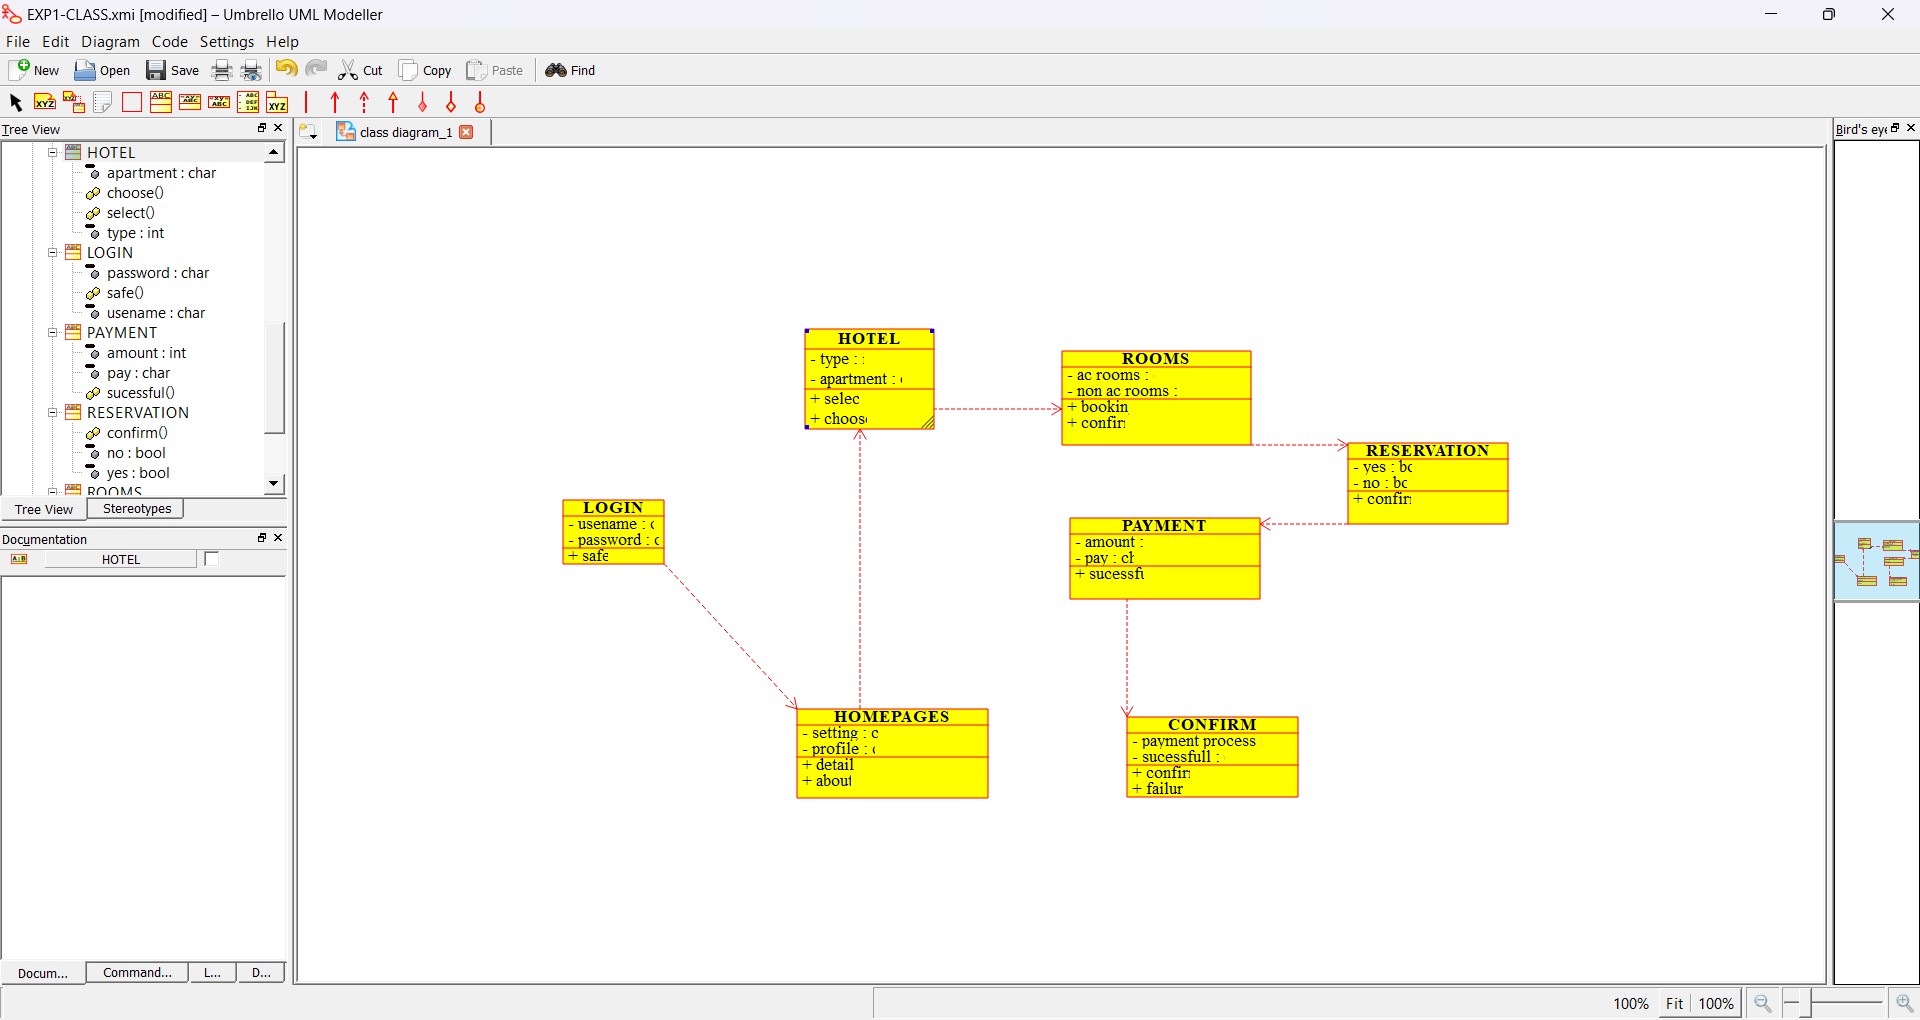 EXP1-CLASS.xmi [modified] – Umbrello UML Modeller
File Edit Diagram Code Settings Help
New Open Save Cut Copy Paste Find
Tree View
class diagram_1
Bird's eye
HOTEL
apartment : char
choose()
select()
type : int
LOGIN
password : char
safe()
usename : char
PAYMENT
amount : int
pay : char
sucessful()
RESERVATION
confirm()
no : bool
yes : bool
ROOMS
Tree View Stereotypes
Documentation
HOTEL
Docum... Command... L... D...
HOTEL
- type :
- apartment :
+ selec
+ choos
ROOMS
- ac rooms :
- non ac rooms :
+ bookin
+ confir
RESERVATION
- yes : bc
- no : bc
+ confir
LOGIN
- usename : c
- password : c
+ safe
PAYMENT
- amount :
- pay : ch
+ sucessfu
HOMEPAGES
- setting : c
- profile : c
+ detail
+ about
CONFIRM
- payment process
- sucessfull :
+ confir
+ failur
100% Fit 100%